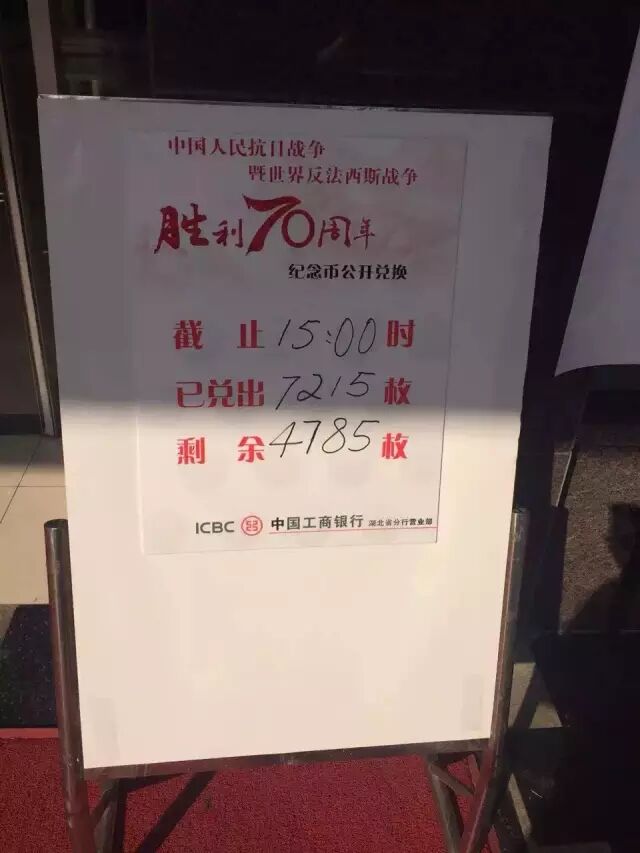 中国人民抗日战争
暨世界反法西斯战争
胜利70周年
纪念币公开兑换
截止15:00时
已兑出7215枚
剩余4785枚
ICBC 中国工商银行 湖北省分行营业部